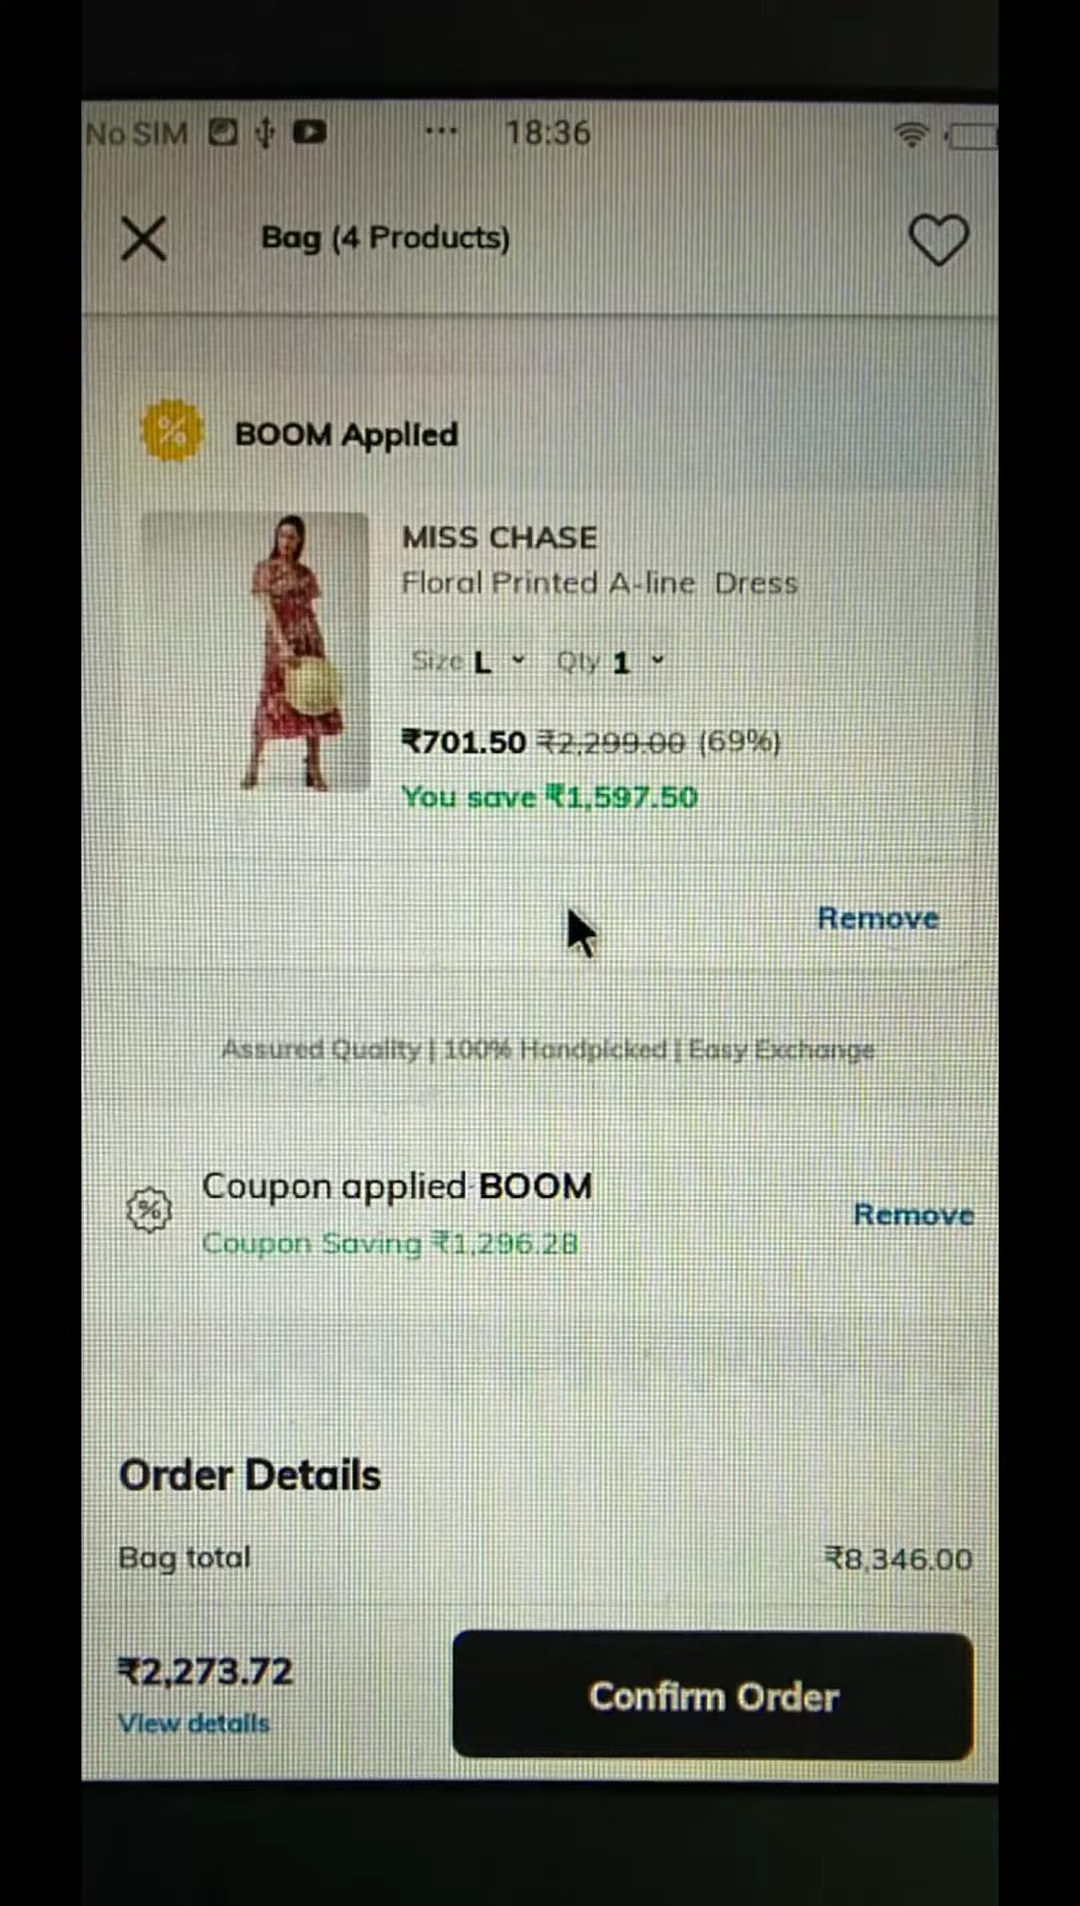 No SIM ... 18:36
Bag (4 Products)
BOOM Applied
MISS CHASE
Floral Printed A-line Dress
Size L Qty 1
₹701.50 ₹2,299.00 (69%)
You save ₹1,597.50
Remove
Assured Quality | 100% Handpicked | Easy Exchange
Coupon applied BOOM
Remove
Coupon Saving ₹1,296.28
Order Details
Bag total ₹8,346.00
₹2,273.72
Confirm Order
View details